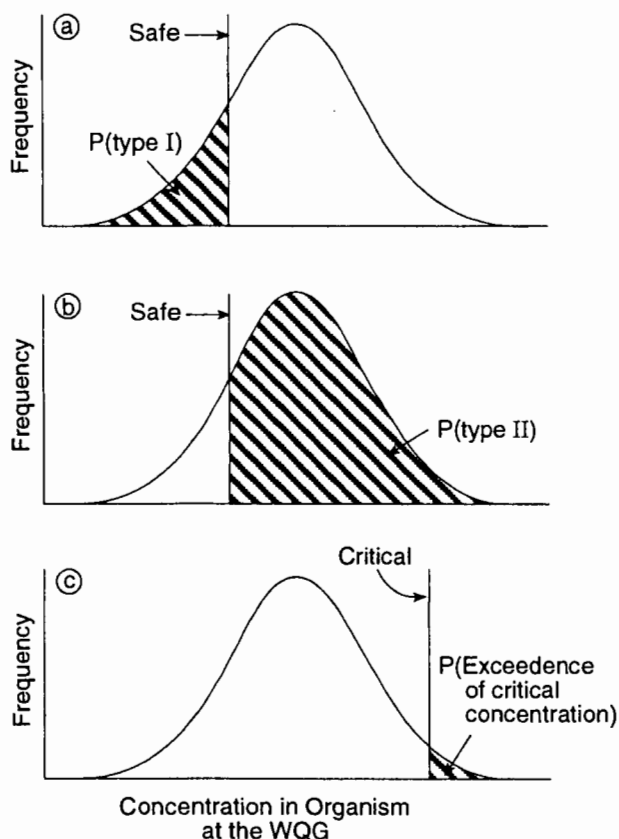 a
Safe
P(type I)
Frequency
b
Safe
P(type II)
Frequency
c
Critical
P(Exceedence
of critical
concentration)
Frequency
Concentration in Organism
at the WQG